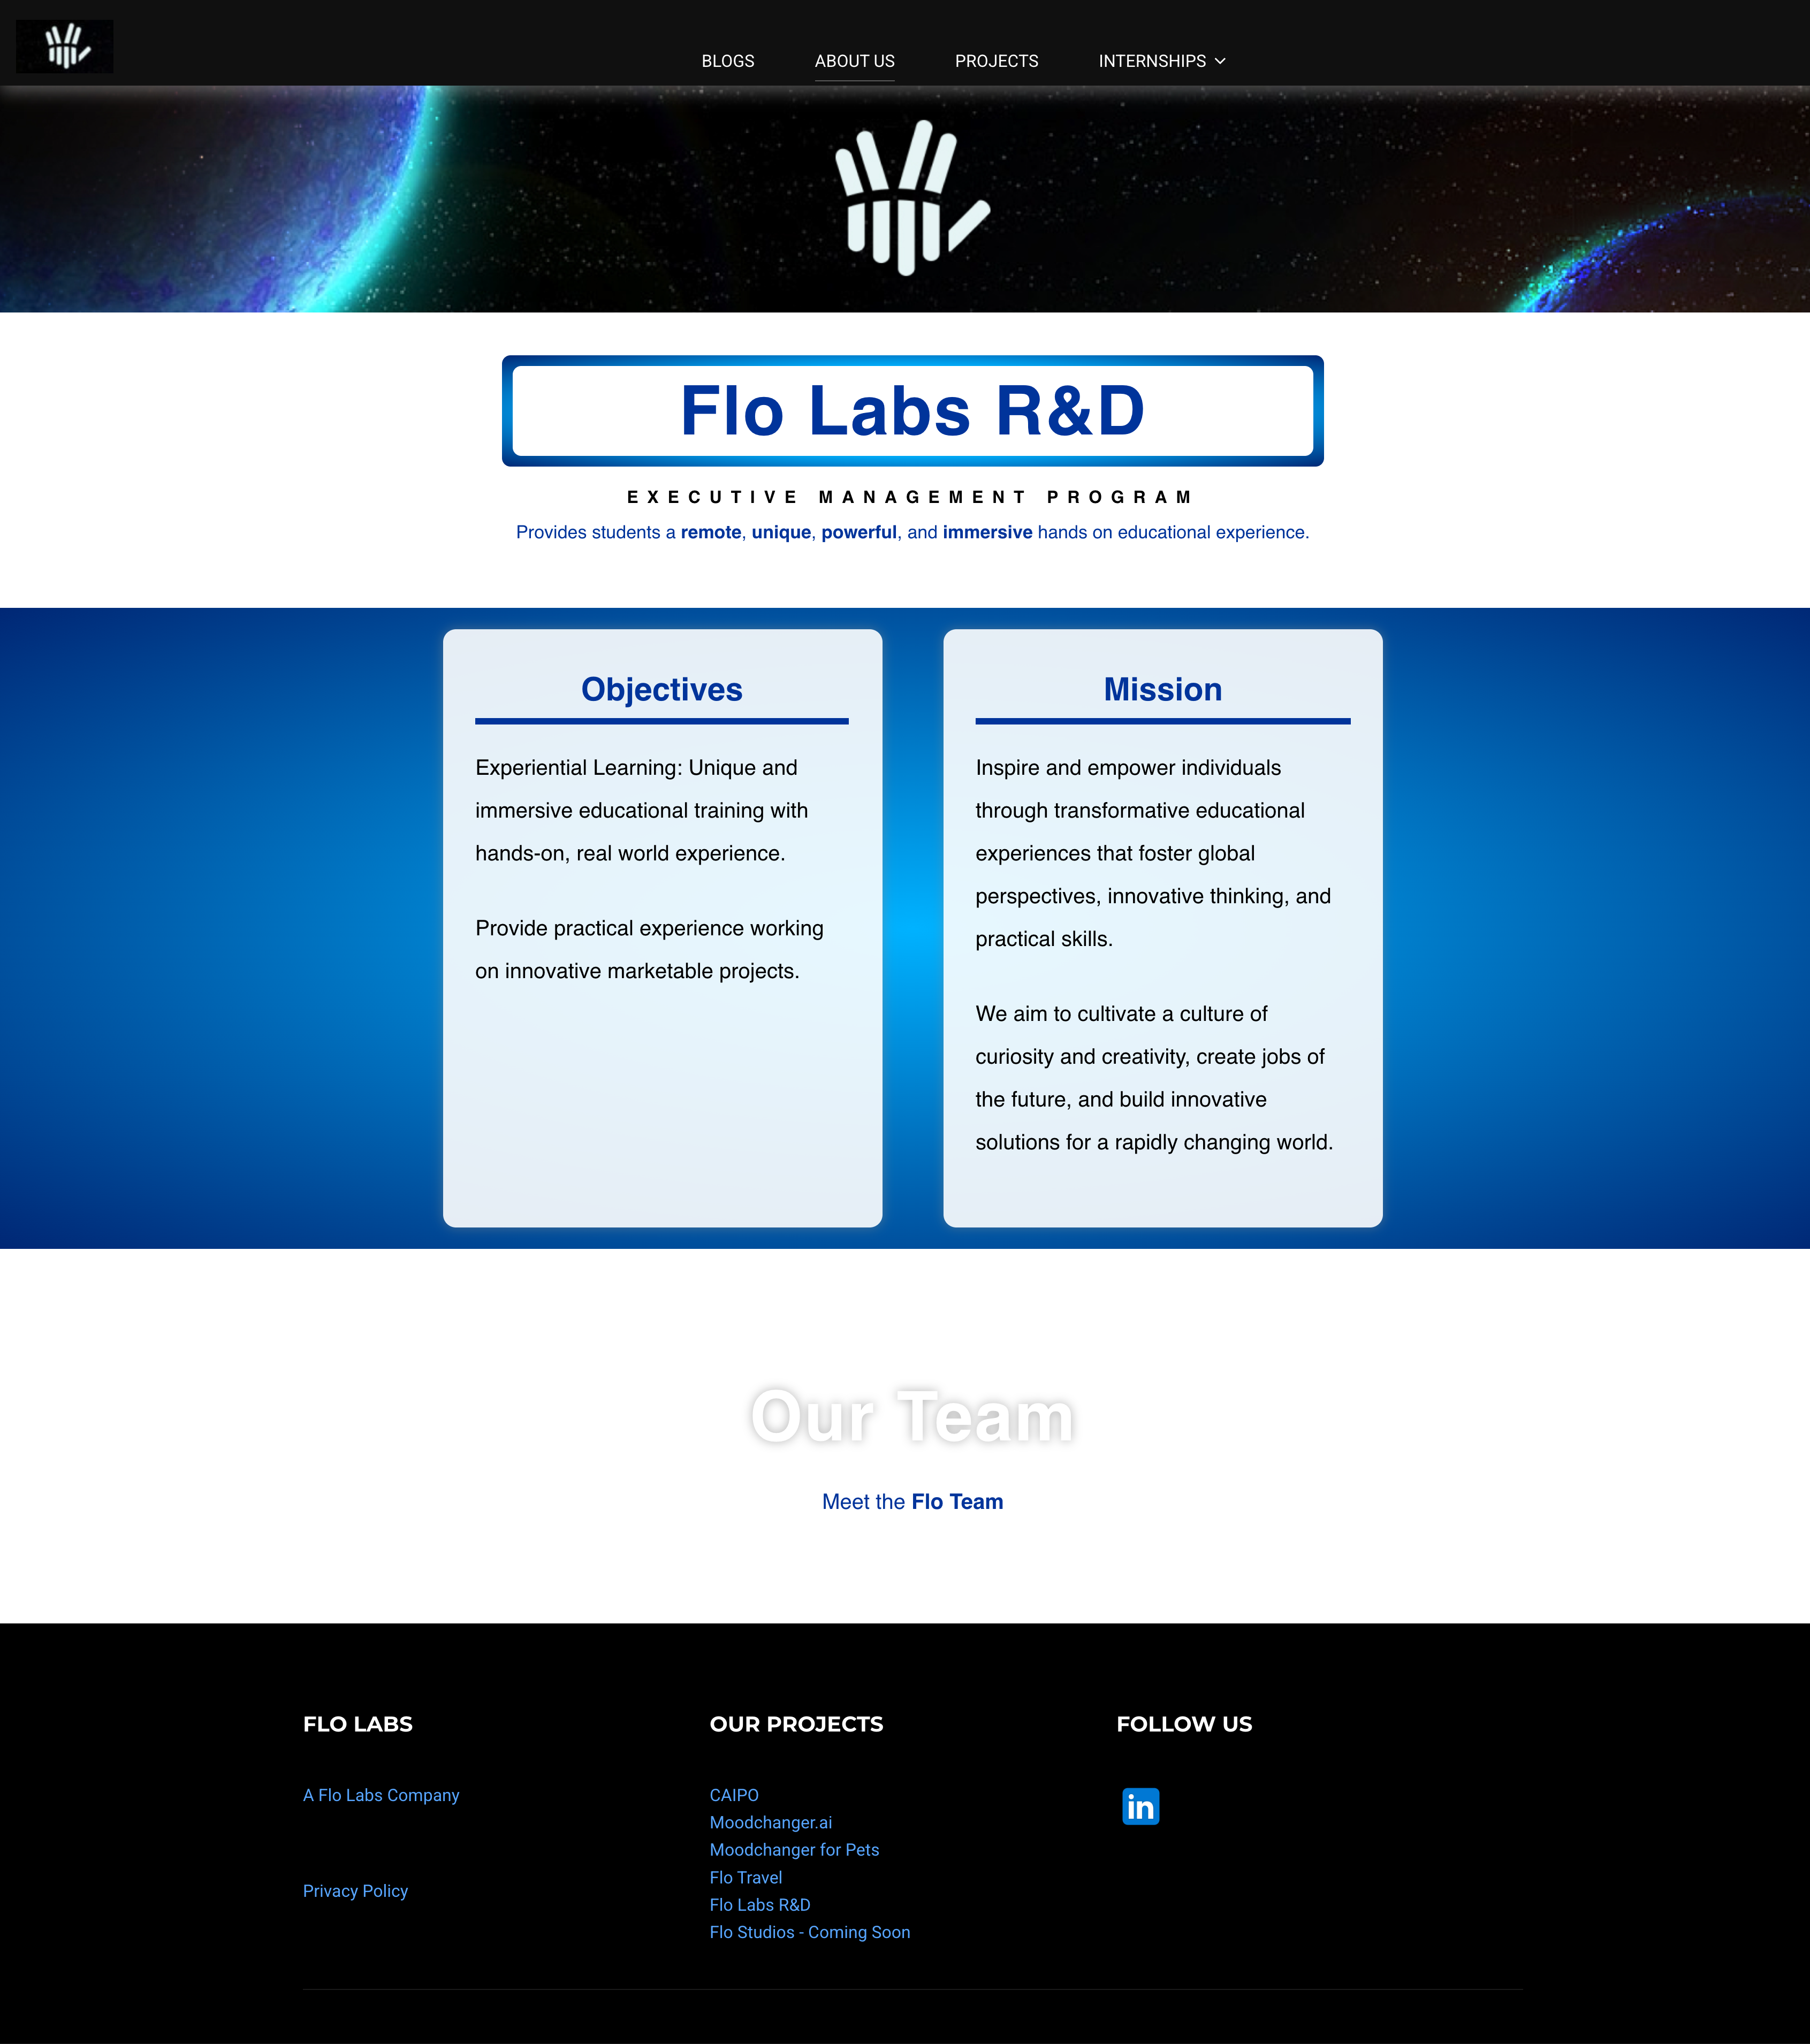 BLOGS
ABOUT US
PROJECTS
INTERNSHIPS
Flo Labs R&D
EXECUTIVE MANAGEMENT PROGRAM
Provides students a remote, unique, powerful, and immersive hands on educational experience.
Objectives
Experiential Learning: Unique and
immersive educational training with
hands-on, real world experience.
Provide practical experience working
on innovative marketable projects.
Mission
Inspire and empower individuals
through transformative educational
experiences that foster global
perspectives, innovative thinking, and
practical skills.
We aim to cultivate a culture of
curiosity and creativity, create jobs of
the future, and build innovative
solutions for a rapidly changing world.
Our Team
Meet the Flo Team
FLO LABS
A Flo Labs Company
Privacy Policy
OUR PROJECTS
CAIPO
Moodchanger.ai
Moodchanger for Pets
Flo Travel
Flo Labs R&D
Flo Studios - Coming Soon
FOLLOW US
in